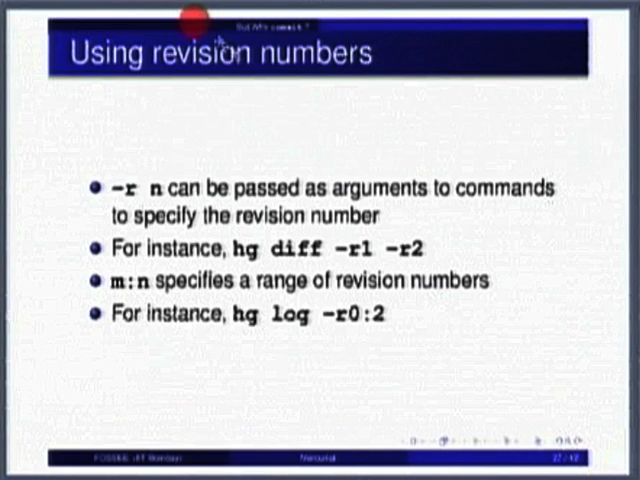 Using revision numbers
-r n can be passed as arguments to commands
to specify the revision number
For instance, hg diff -r1 -r2
m:n specifies a range of revision numbers
For instance, hg log -r0:2
Mercurial